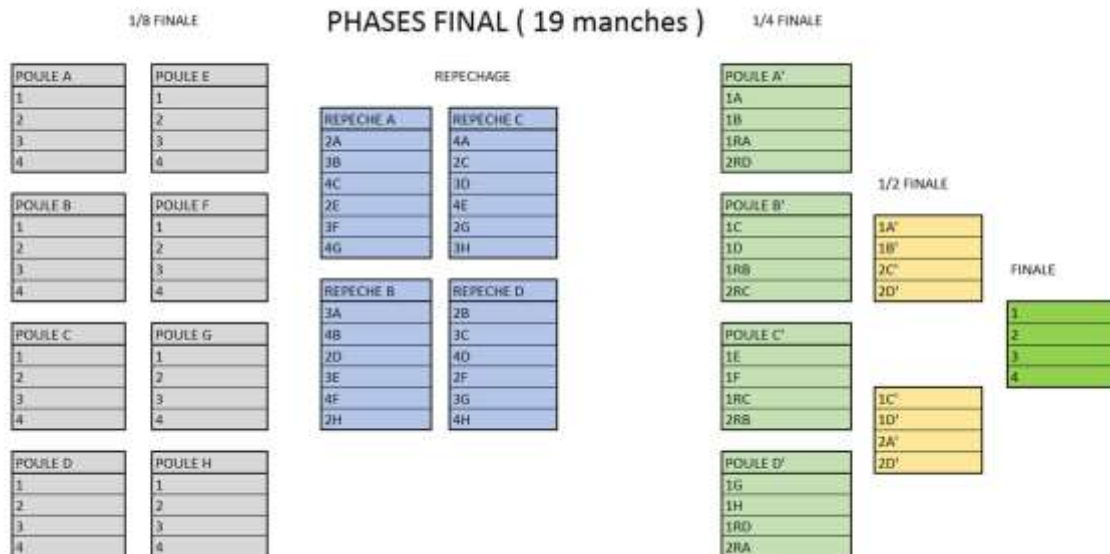 1/8 FINALE
PHASES FINAL ( 19 manches )
1/4 FINALE
POULE A
1
2
3
4
POULE E
1
2
3
4
POULE B
1
2
3
4
POULE F
1
2
3
4
POULE C
1
2
3
4
POULE G
1
2
3
4
POULE D
1
2
3
4
POULE H
1
2
3
4
REPECHAGE
REPECHE A
2A
3B
4C
2E
3F
4G
REPECHE C
4A
2C
3D
4E
2G
3H
REPECHE B
3A
4B
2D
3E
4F
2H
REPECHE D
2B
3C
4D
2F
3G
4H
POULE A'
1A
1B
1RA
2RD
POULE B'
1C
1D
1RB
2RC
POULE C'
1E
1F
1RC
2RB
POULE D'
1G
1H
1RD
2RA
1/2 FINALE
1A'
1B'
2C'
2D'
1C'
1D'
2A'
2D'
FINALE
1
2
3
4